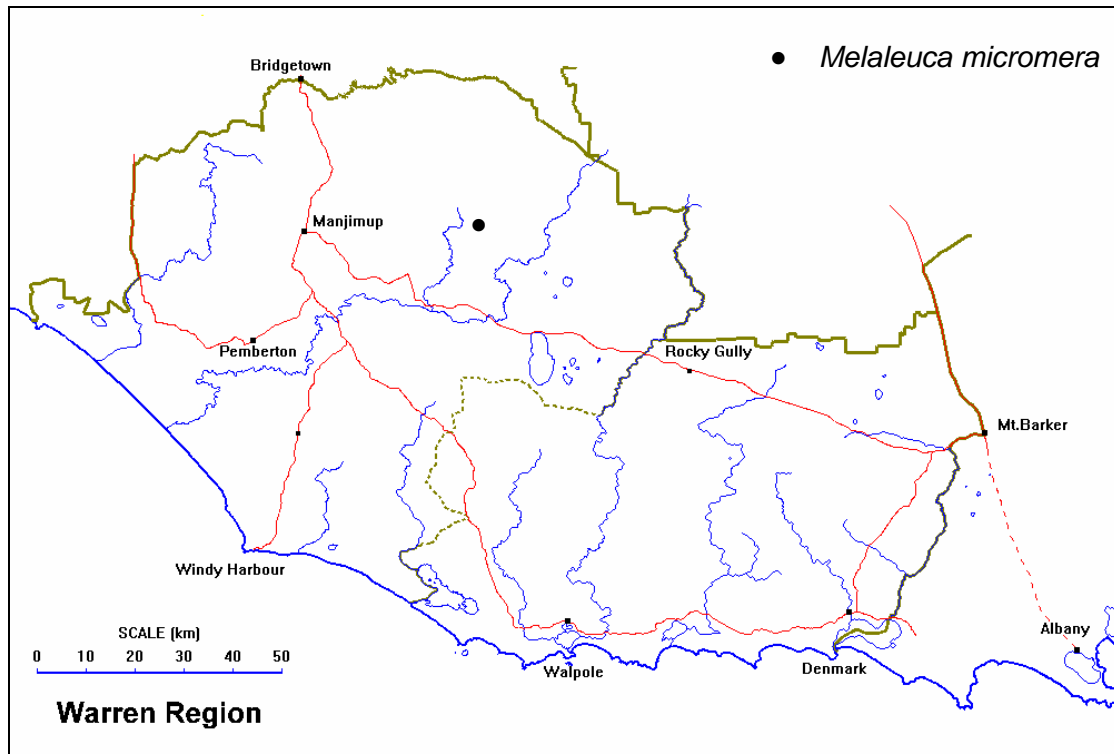 ● Melaleuca micromera
Bridgetown
Manjimup
Pemberton
Rocky Gully
Mt.Barker
Windy Harbour
SCALE (km)
0 10 20 30 40 50
Walpole
Denmark
Albany
Warren Region